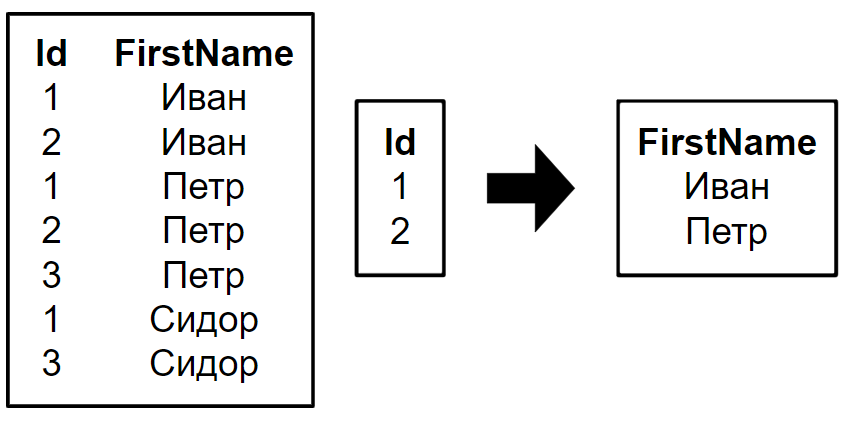 Id FirstName
1 Иван
2 Иван
1 Петр
2 Петр
3 Петр
1 Сидор
3 Сидор
Id
1
2
FirstName
Иван
Петр